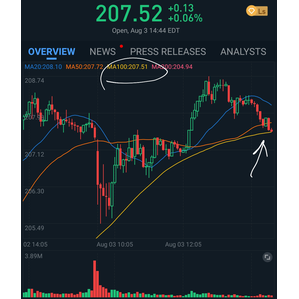 207.52 +0.13
+0.06%
Ls
Open, Aug 3 14:44 EDT
OVERVIEW NEWS PRESS RELEASES ANALYSTS
MA20:208.10 MA50:207.72 MA100:207.51 MA200:204.94
208.74
207.12
206.30
205.49
02 14:05 Aug 03 10:05 Aug 03 12:05
3.89M